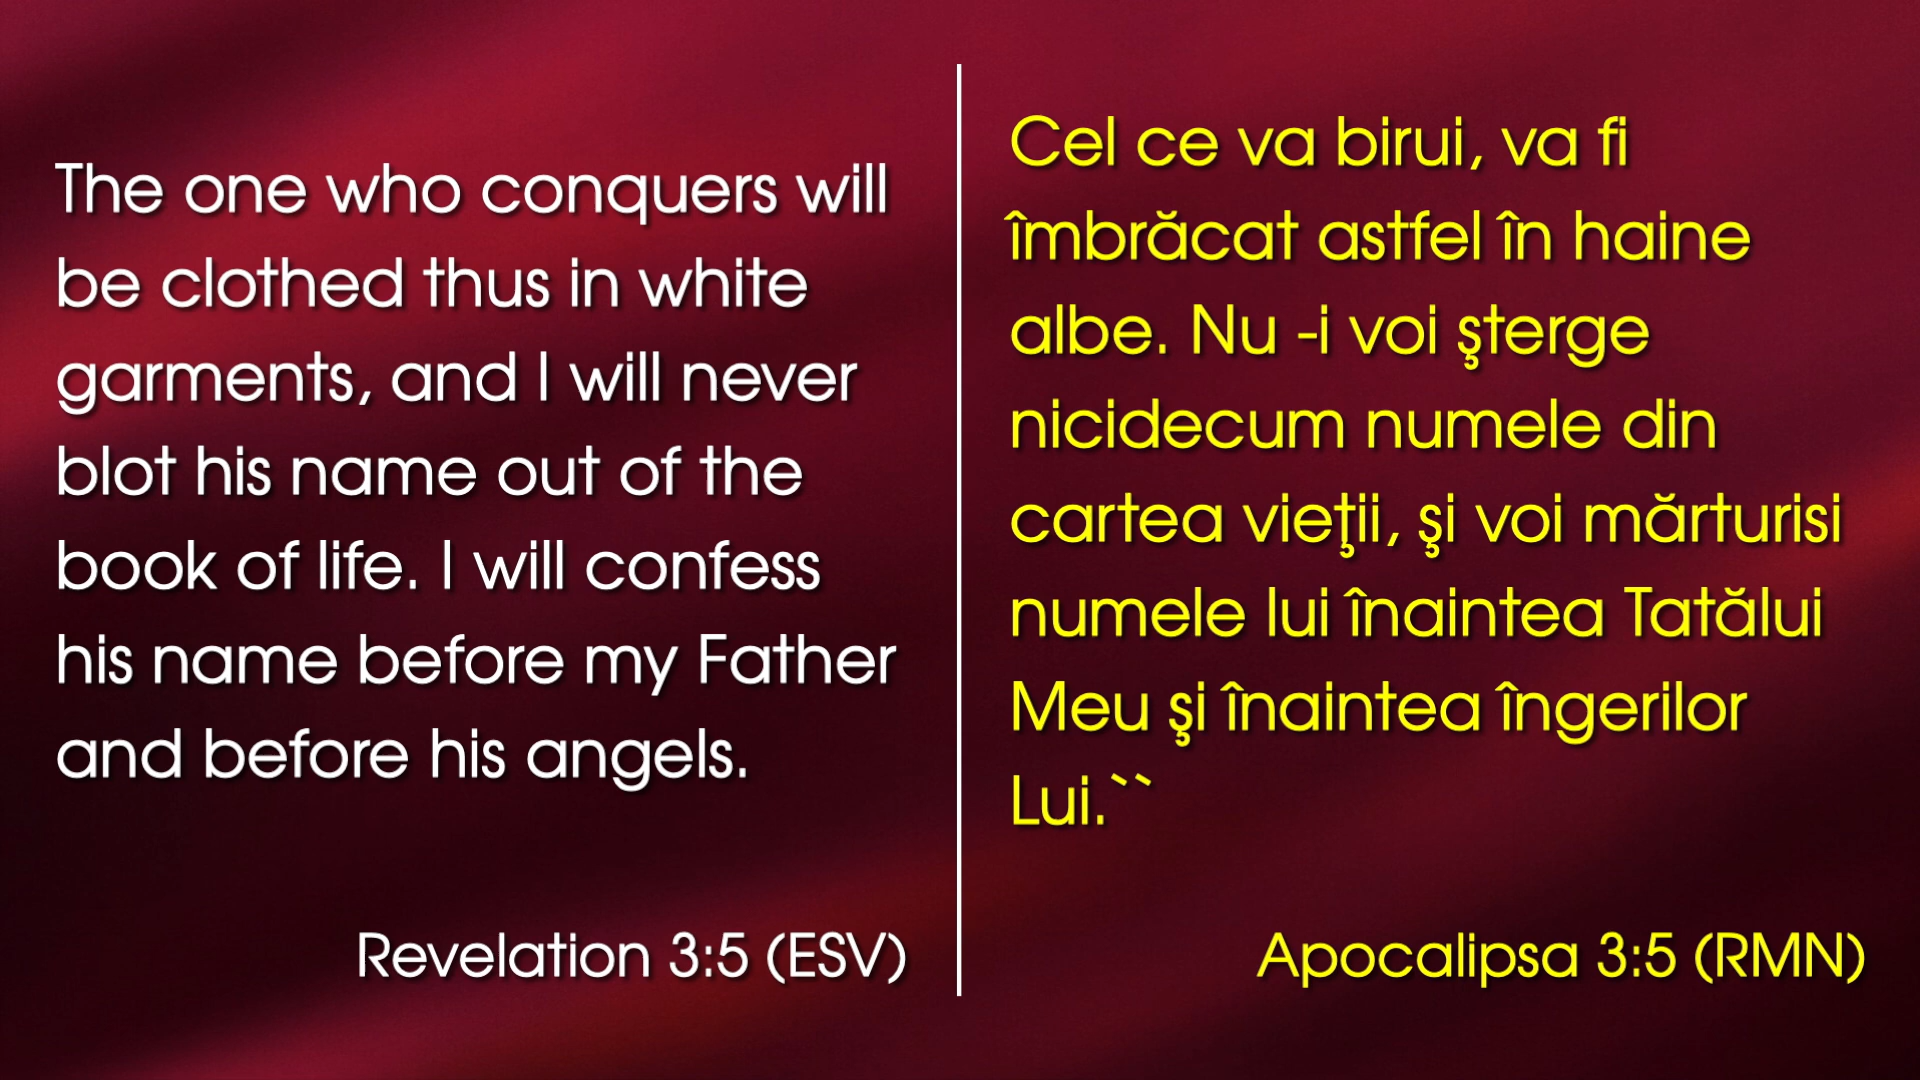 The one who conquers will
be clothed thus in white
garments, and I will never
blot his name out of the
book of life. I will confess
his name before my Father
and before his angels.
Revelation 3:5 (ESV)
Cel ce va birui, va fi
îmbrăcat astfel în haine
albe. Nu -i voi şterge
nicidecum numele din
cartea vieţii, şi voi mărturisi
numele lui înaintea Tatălui
Meu şi înaintea îngerilor
Lui.``
Apocalipsa 3:5 (RMN)